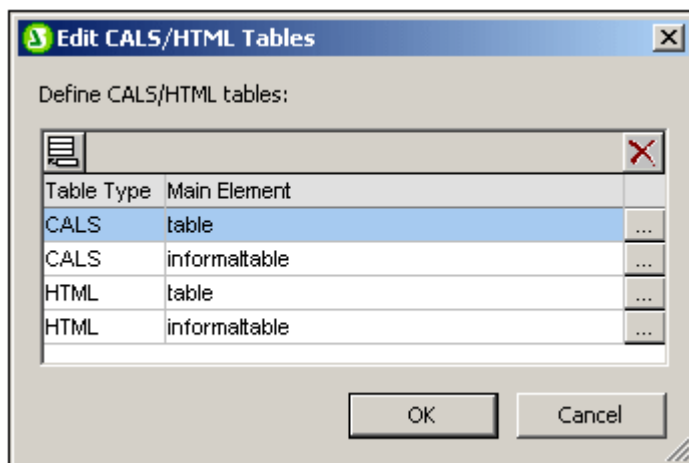 Edit CALS/HTML Tables
Define CALS/HTML tables:
Table Type Main Element
CALS table ...
CALS informaltable ...
HTML table ...
HTML informaltable ...
OK Cancel